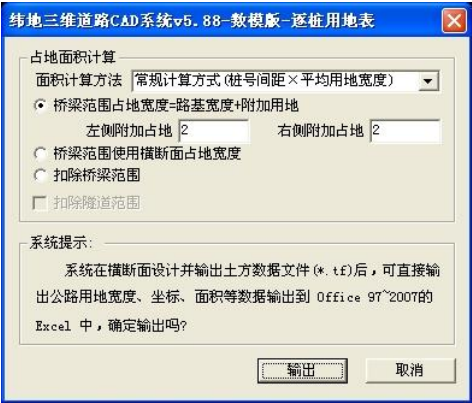 纬地三维道路CAD系统v5.88-数模版-逐桩用地表
占地面积计算
面积计算方法 常规计算方式(桩号间距×平均用地宽度)
桥梁范围占地宽度=路基宽度+附加用地
左侧附加占地 2 右侧附加占地 2
桥梁范围使用横断面占地宽度
扣除桥梁范围
扣除隧道范围
系统提示:
系统在横断面设计并输出土方数据文件(*.tf)后,可直接输
出公路用地宽度、坐标、面积等数据输出到 Office 97~2007的
Excel 中,确定输出吗?
输出 取消